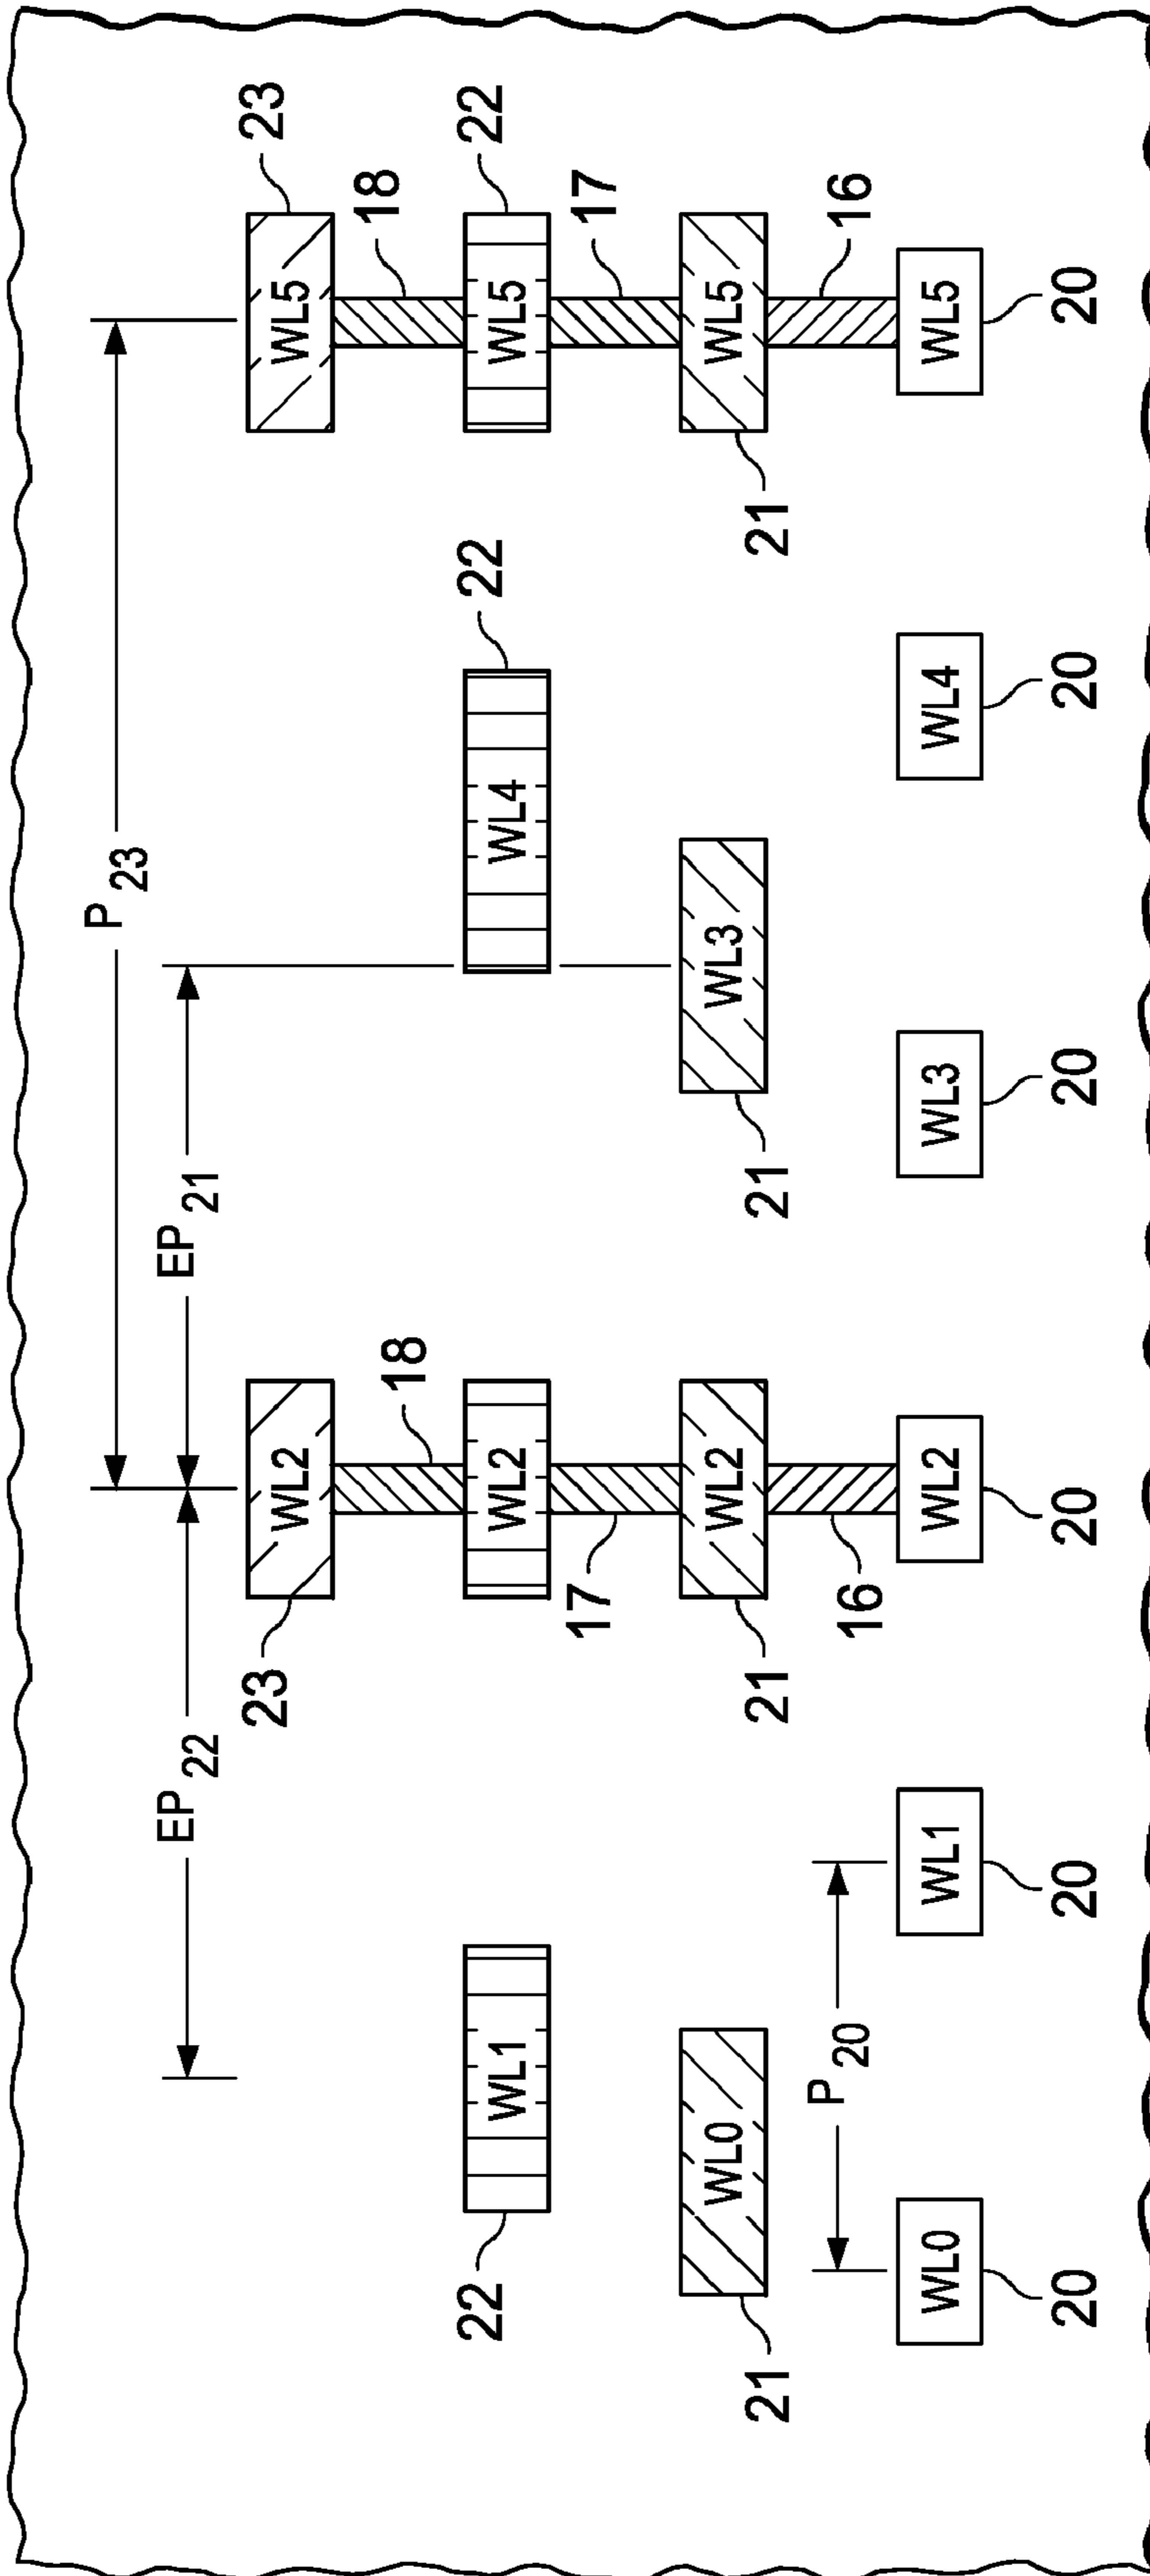 P23
EP22 EP21
23 WL2 WL5 23
18 18
22 WL1 WL2 WL4 22 WL5 22
17 17
WL0 WL2 WL3 WL5
21 21 21 21
P20 16 16
WL0 WL1 WL2 WL3 WL4 WL5
20 20 20 20 20 20